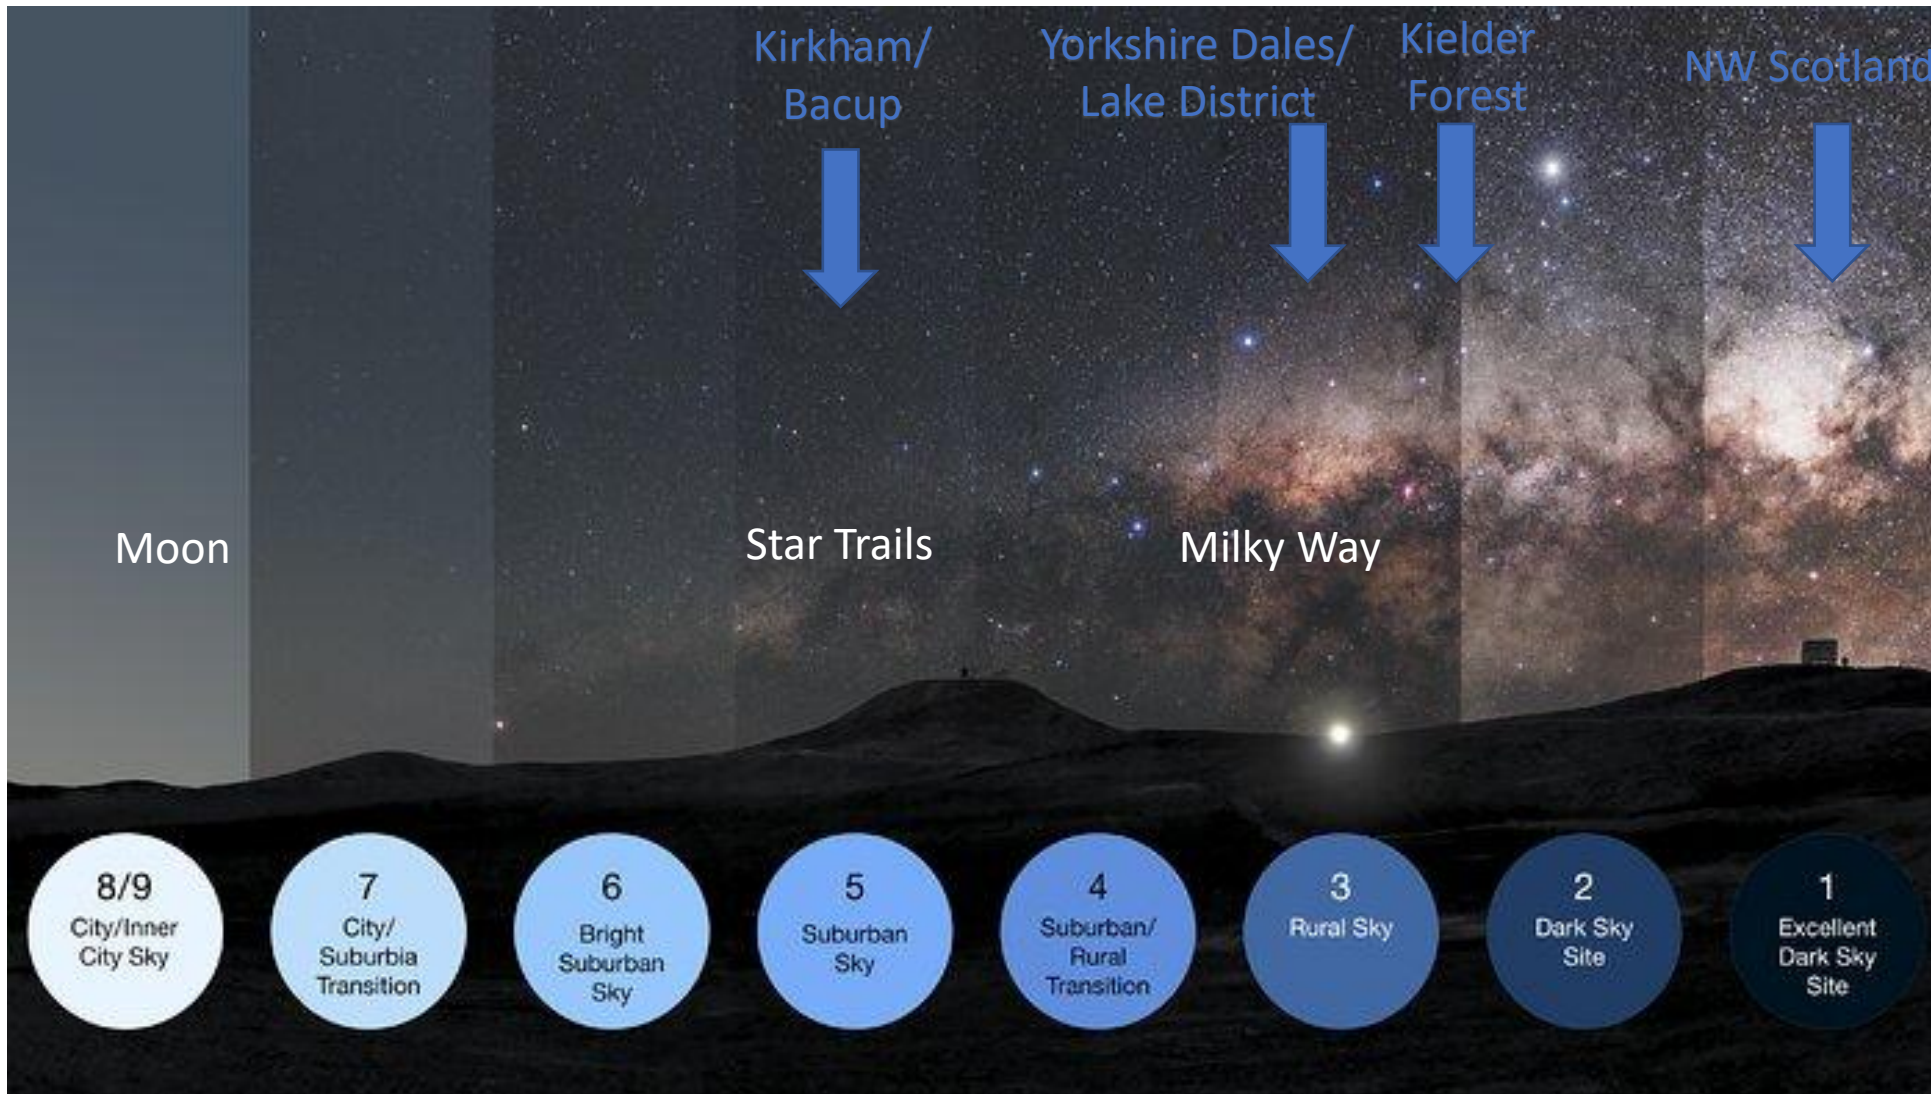 Kirkham/
Bacup
Yorkshire Dales/
Lake District
Kielder
Forest
NW Scotland
Moon
Star Trails
Milky Way
8/9
City/Inner
City Sky
7
City/
Suburbia
Transition
6
Bright
Suburban
Sky
5
Suburban
Sky
4
Suburban/
Rural
Transition
3
Rural Sky
2
Dark Sky
Site
1
Excellent
Dark Sky
Site